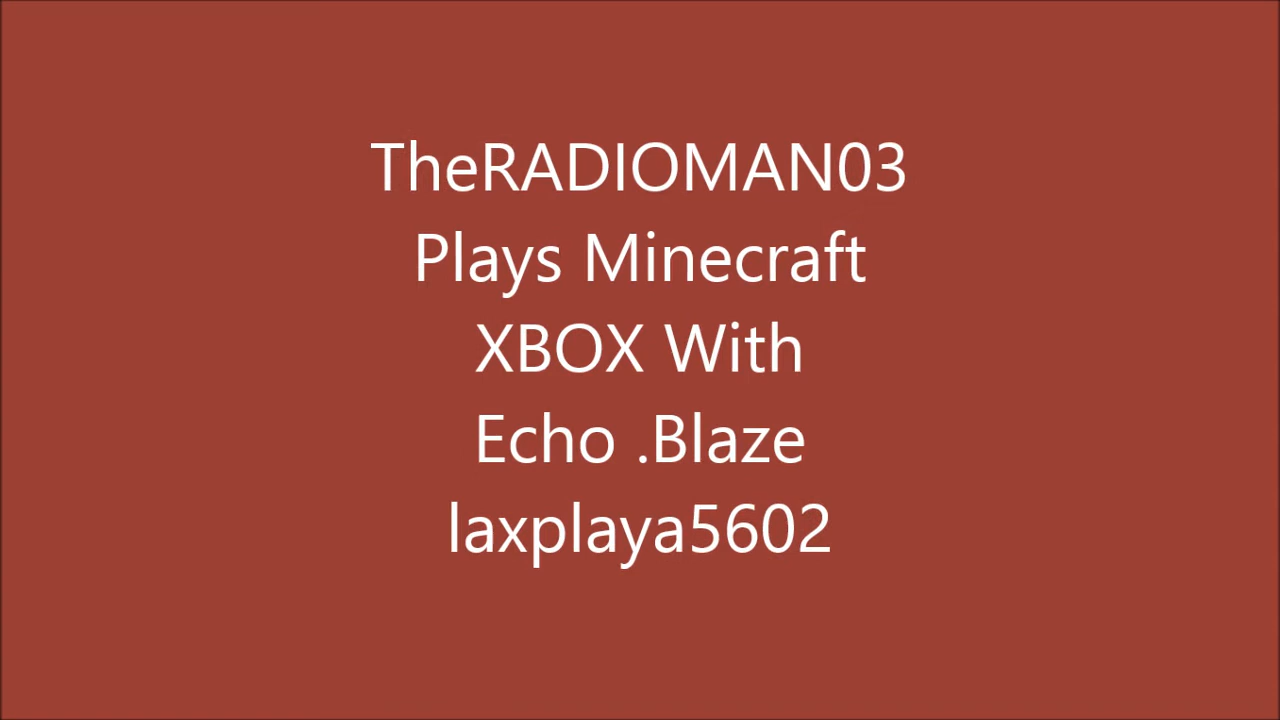 TheRADIOMAN03
Plays Minecraft
XBOX With
Echo .Blaze
laxplaya5602